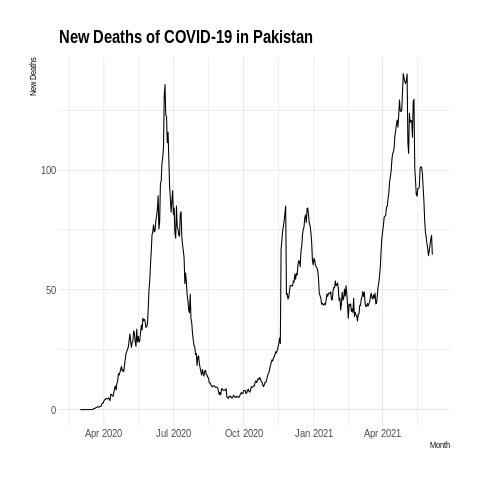 New Deaths of COVID-19 in Pakistan
New Deaths
100
50
0
Apr 2020 Jul 2020 Oct 2020 Jan 2021 Apr 2021
Month